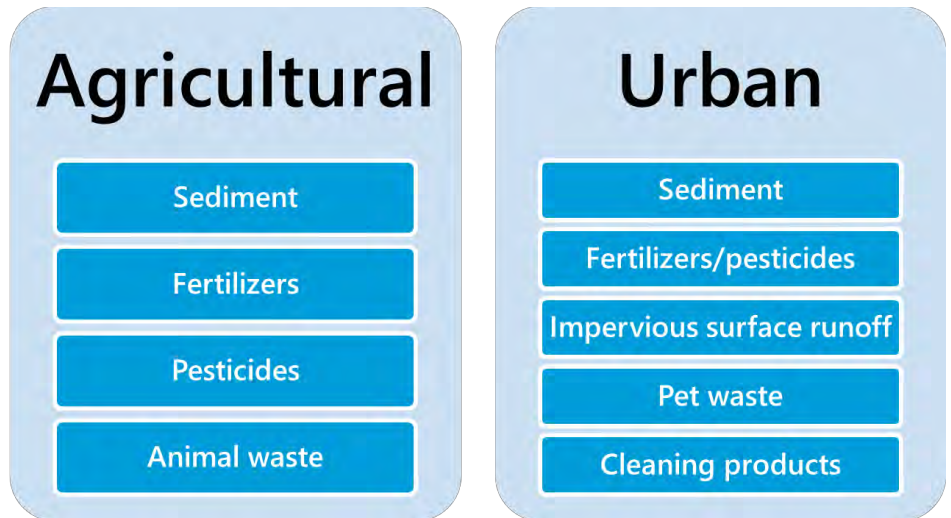 Agricultural
Sediment
Fertilizers
Pesticides
Animal waste
Urban
Sediment
Fertilizers/pesticides
Impervious surface runoff
Pet waste
Cleaning products